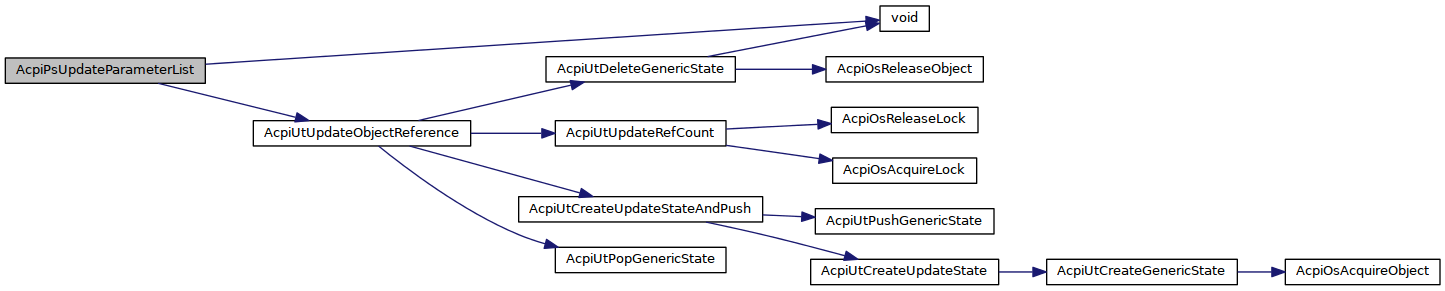 void
AcpiPsUpdateParameterList
AcpiUtDeleteGenericState
AcpiOsReleaseObject
AcpiUtUpdateObjectReference
AcpiUtUpdateRefCount
AcpiOsReleaseLock
AcpiOsAcquireLock
AcpiUtCreateUpdateStateAndPush
AcpiUtPushGenericState
AcpiUtPopGenericState
AcpiUtCreateUpdateState
AcpiUtCreateGenericState
AcpiOsAcquireObject